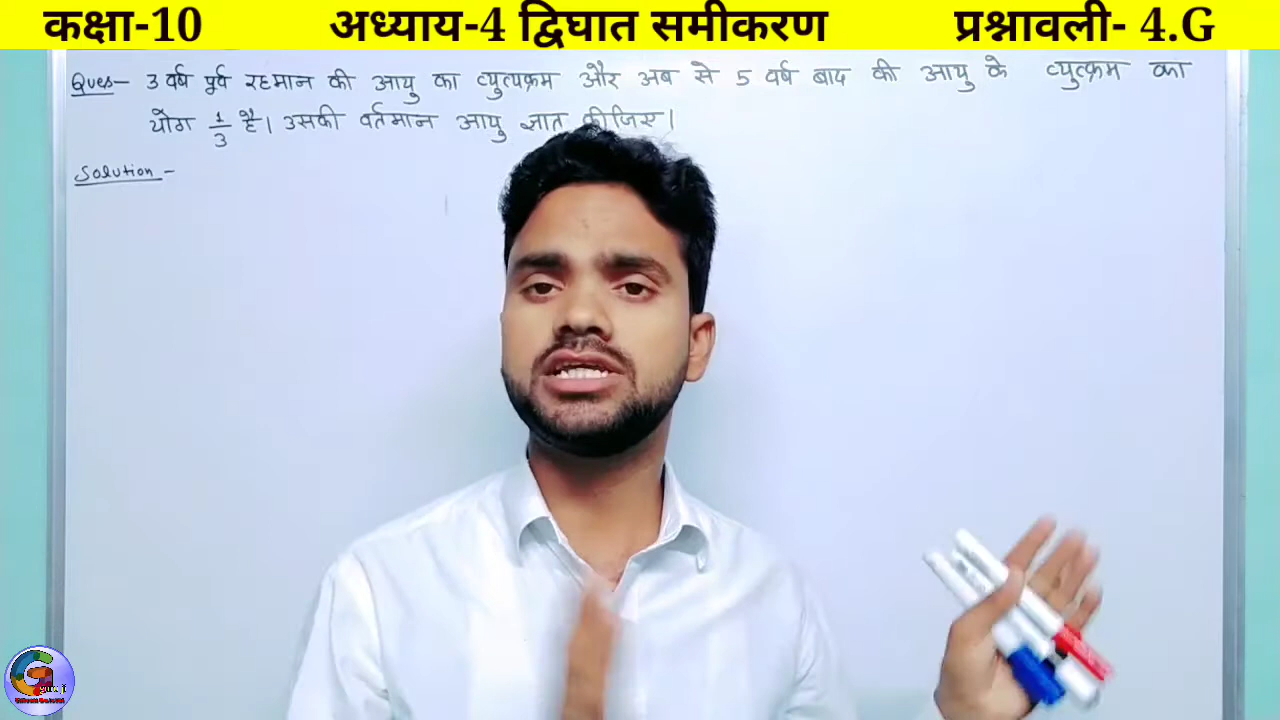 कक्षा-10 अध्याय-4 द्विघात समीकरण प्रश्नावली- 4.G
Ques- 3 वर्ष पूर्व रहमान की आयु का व्युत्क्रम और अब से 5 वर्ष बाद की आयु के व्युत्क्रम का
योग 1/3 है। उसकी वर्तमान आयु ज्ञात कीजिए।
Solution -